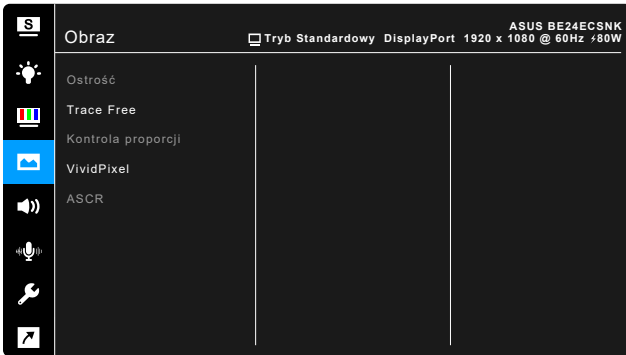 S
ASUS BE24ECSNK
Obraz
Tryb Standardowy DisplayPort 1920 x 1080 @ 60Hz ⚡80W
Ostrość
Trace Free
Kontrola proporcji
VividPixel
ASCR